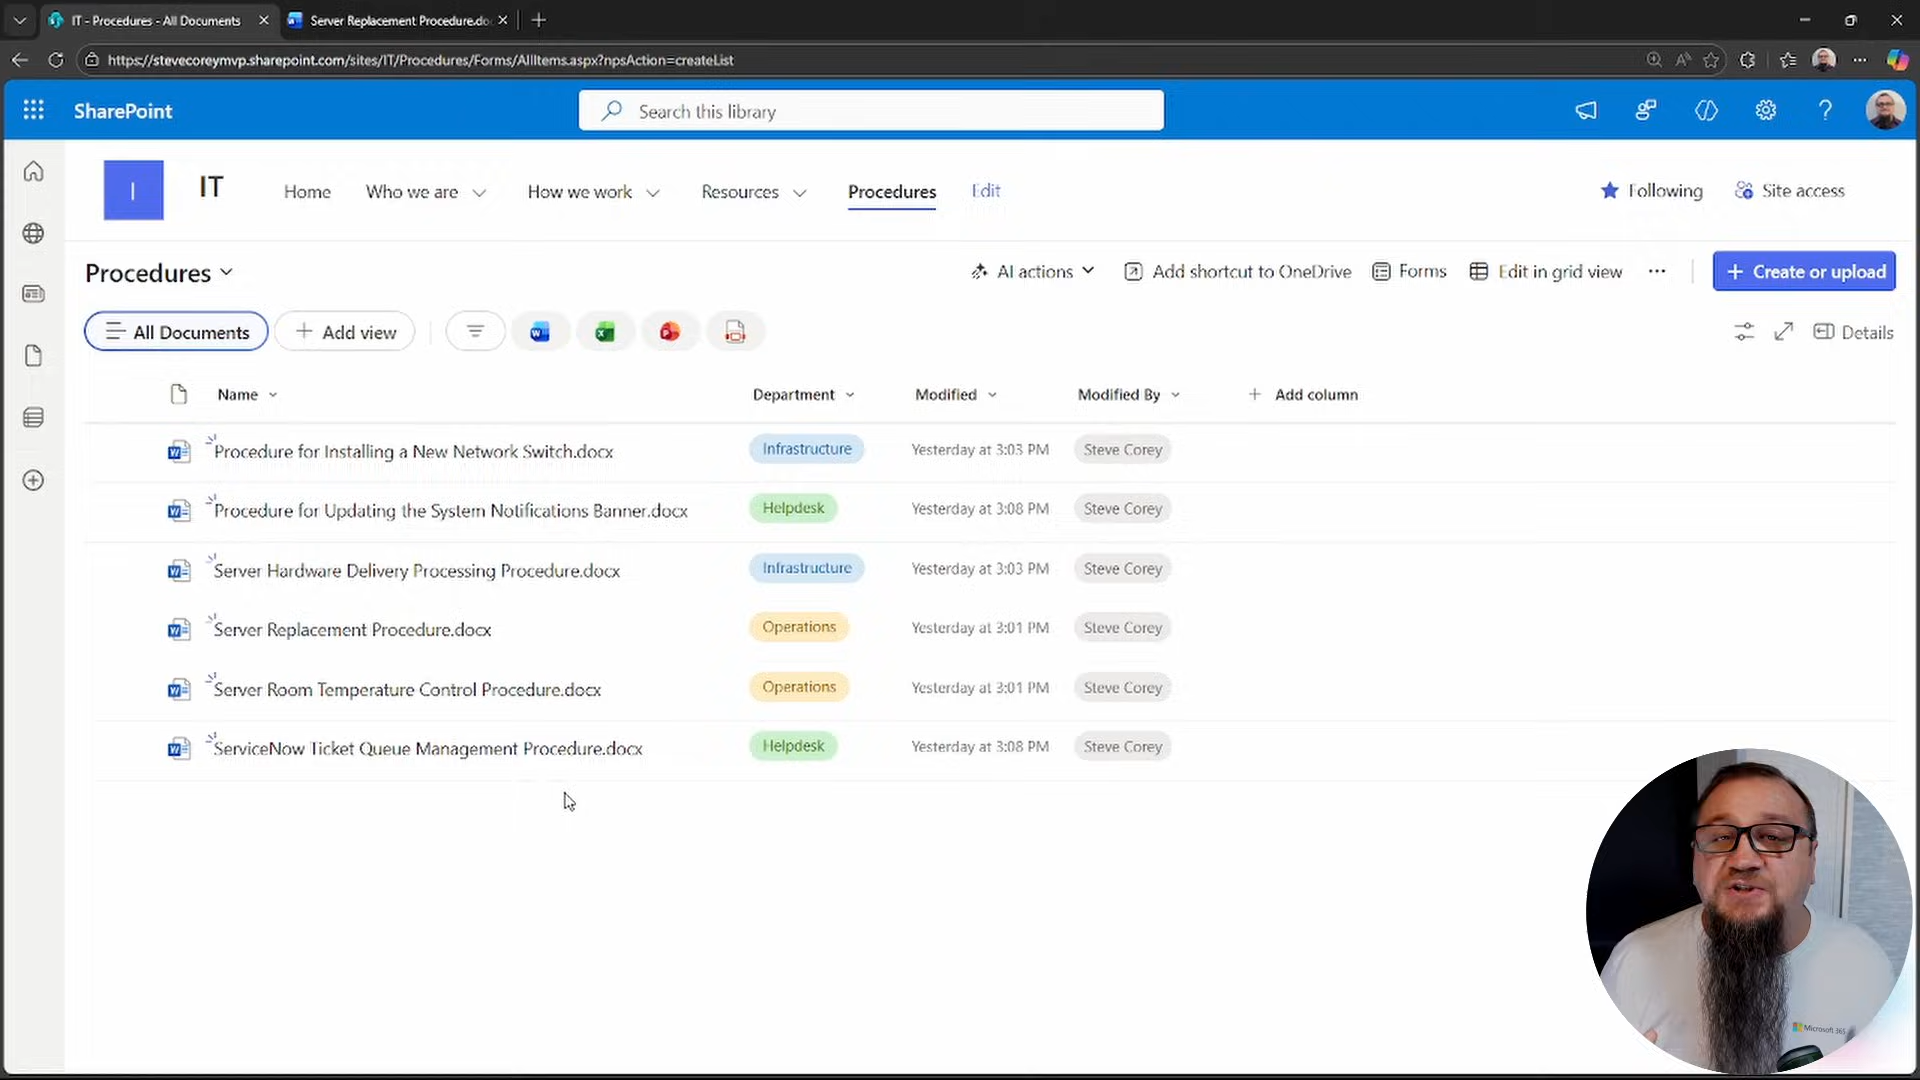 IT - Procedures - All Documents
Server Replacement Procedure.do
https://stevecoreymvp.sharepoint.com/sites/IT/Procedures/Forms/AllItems.aspx?npsAction=createList
SharePoint
Search this library
I
IT
Home
Who we are
How we work
Resources
Procedures
Edit
Following
Site access
Procedures
AI actions
Add shortcut to OneDrive
Forms
Edit in grid view
Create or upload
All Documents
Add view
Details
Name Department Modified Modified By Add column
Procedure for Installing a New Network Switch.docx Infrastructure Yesterday at 3:03 PM Steve Corey
Procedure for Updating the System Notifications Banner.docx Helpdesk Yesterday at 3:08 PM Steve Corey
Server Hardware Delivery Processing Procedure.docx Infrastructure Yesterday at 3:03 PM Steve Corey
Server Replacement Procedure.docx Operations Yesterday at 3:01 PM Steve Corey
Server Room Temperature Control Procedure.docx Operations Yesterday at 3:01 PM Steve Corey
ServiceNow Ticket Queue Management Procedure.docx Helpdesk Yesterday at 3:08 PM Steve Corey
Microsoft 365